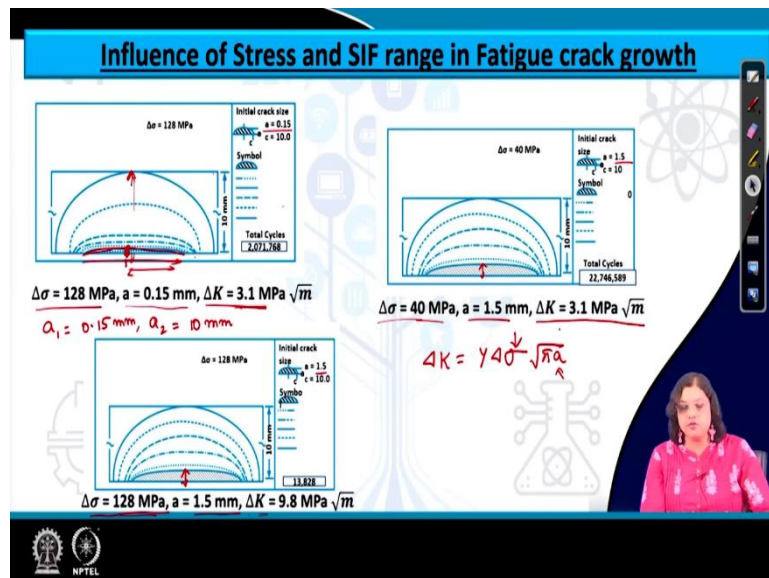 Influence of Stress and SIF range in Fatigue crack growth
Δσ = 128 MPa
Initial crack size
a = 0.15
c = 10.0
c
Symbol
10 mm
Total Cycles
2,071,768
Δσ = 128 MPa, a = 0.15 mm, ΔK = 3.1 MPa √m
a₁ = 0.15 mm, a₂ = 10 mm
Δσ = 40 MPa
Initial crack
size
a = 1.5
c = 10
c
Symbol
0
10 mm
Total Cycles
22,746,589
Δσ = 40 MPa, a = 1.5 mm, ΔK = 3.1 MPa √m
ΔK = YΔσ √πa
Δσ = 128 MPa
Initial crack
size
a = 1.5
c = 10.0
c
Symbo
10 mm
13,828
Δσ = 128 MPa, a = 1.5 mm, ΔK = 9.8 MPa √m
NPTEL